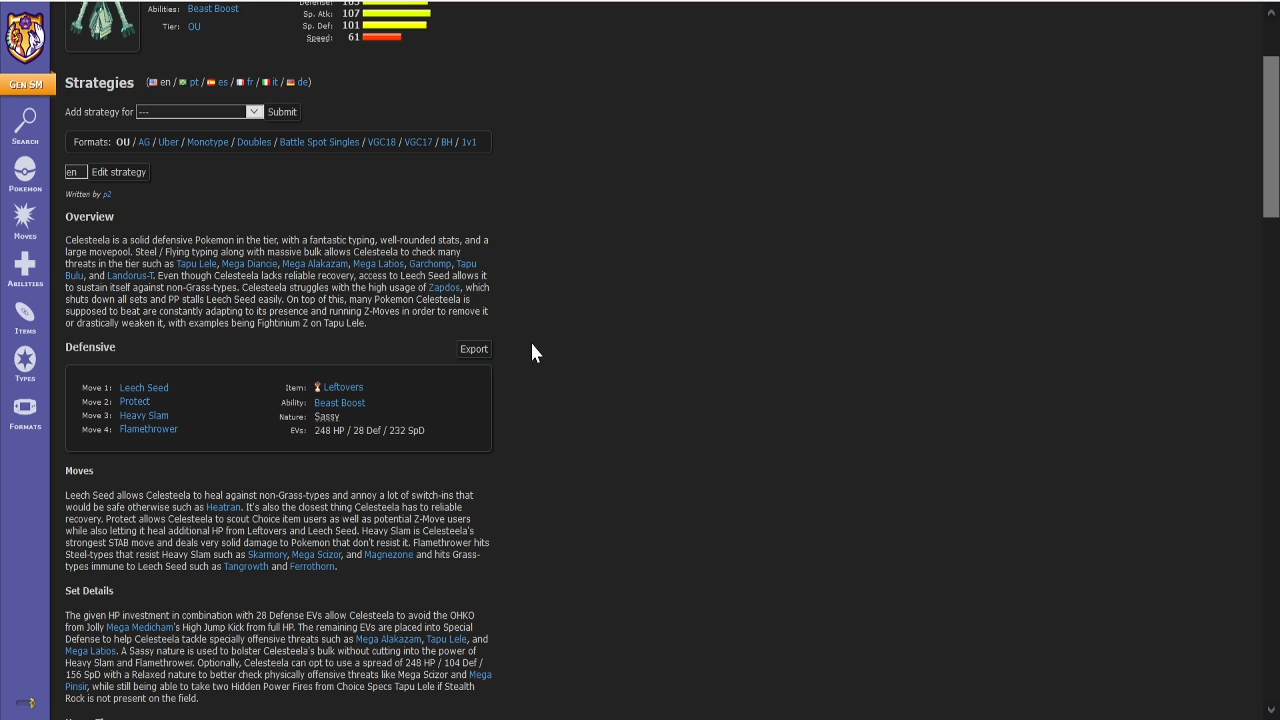 Abilities: Beast Boost
Tier: OU
Defense: 103
Sp. Atk: 107
Sp. Def: 101
Speed: 61
GEN SM
SEARCH
POKEMON
MOVES
ABILITIES
ITEMS
TYPES
FORMATS
Strategies (en / pt / es / fr / it / de)
Add strategy for --- Submit
Formats: OU / AG / Uber / Monotype / Doubles / Battle Spot Singles / VGC18 / VGC17 / BH / 1v1
en Edit strategy
Written by p2
Overview
Celesteela is a solid defensive Pokemon in the tier, with a fantastic typing, well-rounded stats, and a
large movepool. Steel / Flying typing along with massive bulk allows Celesteela to check many
threats in the tier such as Tapu Lele, Mega Diancie, Mega Alakazam, Mega Latios, Garchomp, Tapu
Bulu, and Landorus-T. Even though Celesteela lacks reliable recovery, access to Leech Seed allows it
to sustain itself against non-Grass-types. Celesteela struggles with the high usage of Zapdos, which
shuts down all sets and PP stalls Leech Seed easily. On top of this, many Pokemon Celesteela is
supposed to beat are constantly adapting to its presence and running Z-Moves in order to remove it
or drastically weaken it, with examples being Fightinium Z on Tapu Lele.
Defensive Export
Move 1: Leech Seed
Move 2: Protect
Move 3: Heavy Slam
Move 4: Flamethrower
Item: Leftovers
Ability: Beast Boost
Nature: Sassy
EVs: 248 HP / 28 Def / 232 SpD
Moves
Leech Seed allows Celesteela to heal against non-Grass-types and annoy a lot of switch-ins that
would be safe otherwise such as Heatran. It's also the closest thing Celesteela has to reliable
recovery. Protect allows Celesteela to scout Choice item users as well as potential Z-Move users
while also letting it heal additional HP from Leftovers and Leech Seed. Heavy Slam is Celesteela's
strongest STAB move and deals very solid damage to Pokemon that don't resist it. Flamethrower hits
Steel-types that resist Heavy Slam such as Skarmory, Mega Scizor, and Magnezone and hits Grass-
types immune to Leech Seed such as Tangrowth and Ferrothorn.
Set Details
The given HP investment in combination with 28 Defense EVs allow Celesteela to avoid the OHKO
from Jolly Mega Medicham's High Jump Kick from full HP. The remaining EVs are placed into Special
Defense to help Celesteela tackle specially offensive threats such as Mega Alakazam, Tapu Lele, and
Mega Latios. A Sassy nature is used to bolster Celesteela's bulk without cutting into the power of
Heavy Slam and Flamethrower. Optionally, Celesteela can opt to use a spread of 248 HP / 104 Def /
156 SpD with a Relaxed nature to better check physically offensive threats like Mega Scizor and Mega
Pinsir, while still being able to take two Hidden Power Fires from Choice Specs Tapu Lele if Stealth
Rock is not present on the field.